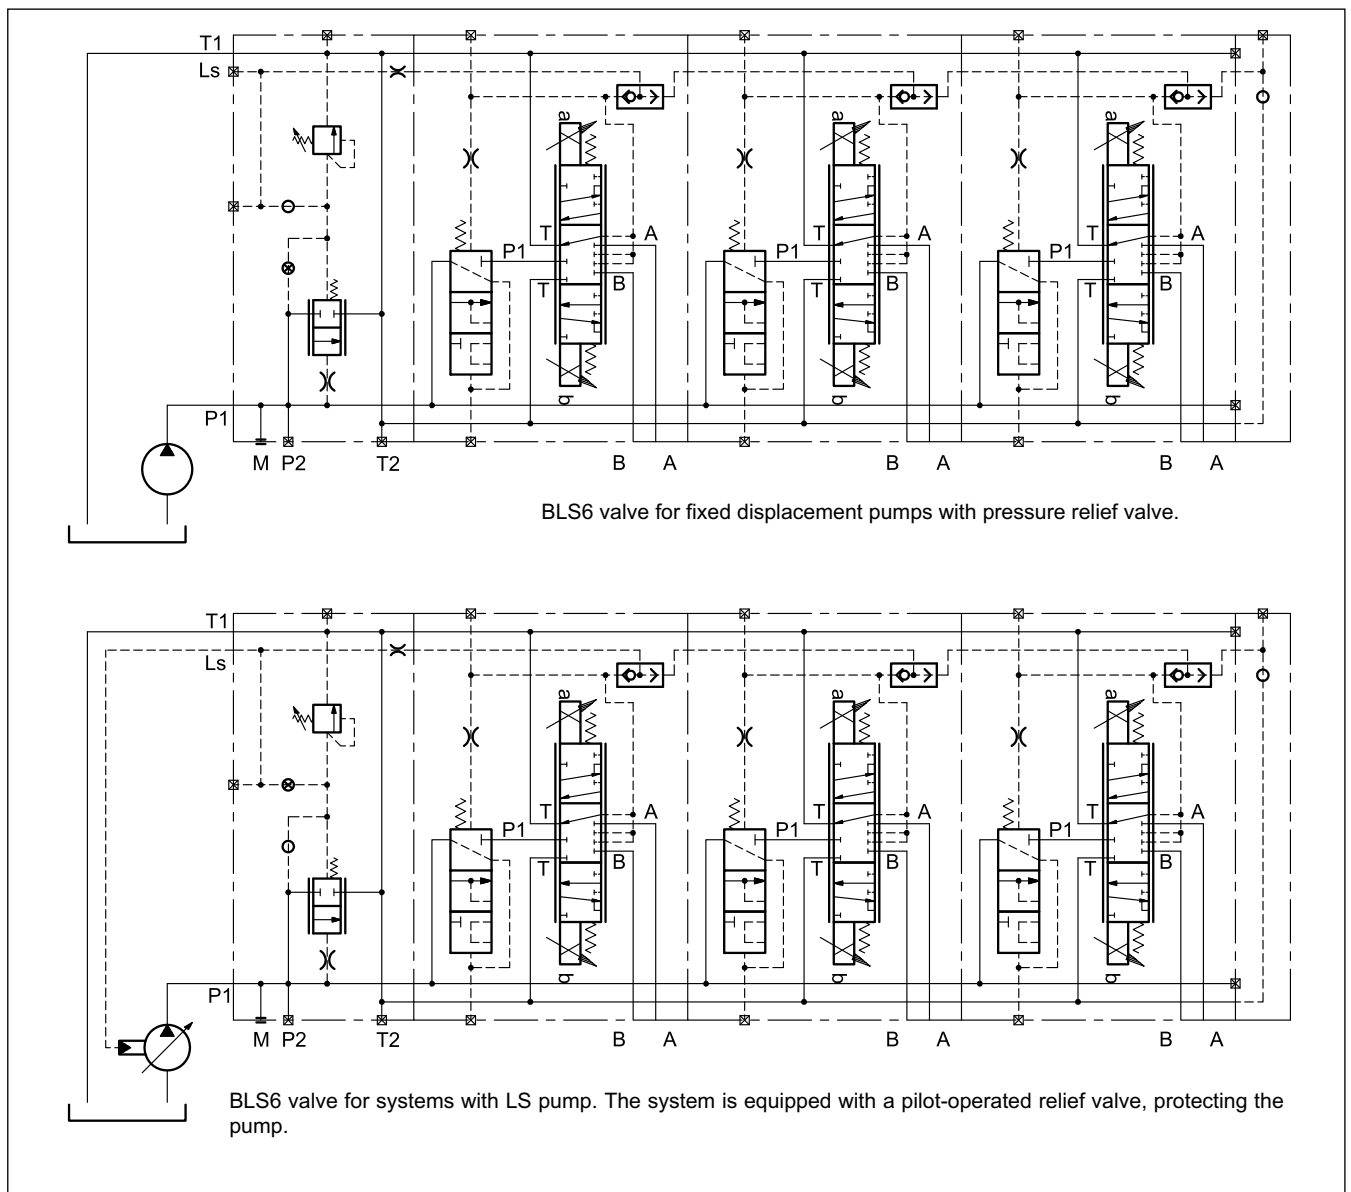 T1
Ls
a
a
a
T
P1
A
T
B
b
T
P1
A
T
B
b
T
A
T
B
b
P1
M P2 T2 B A B A B A
BLS6 valve for fixed displacement pumps with pressure relief valve.
T1
Ls
a
a
a
T
P1
A
T
B
b
T
P1
A
T
B
b
T
A
T
B
b
P1
M P2 T2 B A B A B A
BLS6 valve for systems with LS pump. The system is equipped with a pilot-operated relief valve, protecting the
pump.